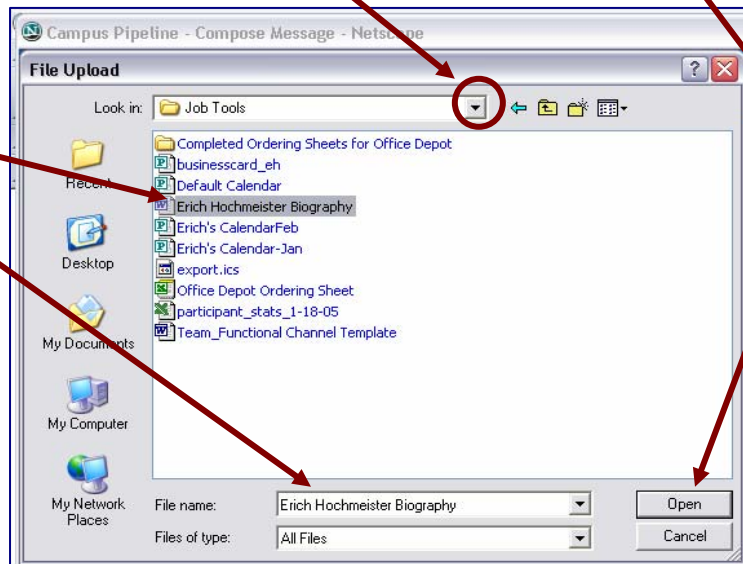 Campus Pipeline - Compose Message - Netscape
File Upload
Look in:
Job Tools
Recent
Desktop
My Documents
My Computer
My Network
Places
Completed Ordering Sheets for Office Depot
businesscard_eh
Default Calendar
Erich Hochmeister Biography
Erich's CalendarFeb
Erich's Calendar-Jan
export.ics
Office Depot Ordering Sheet
participant_stats_1-18-05
Team_Functional Channel Template
File name:
Erich Hochmeister Biography
Open
Files of type:
All Files
Cancel